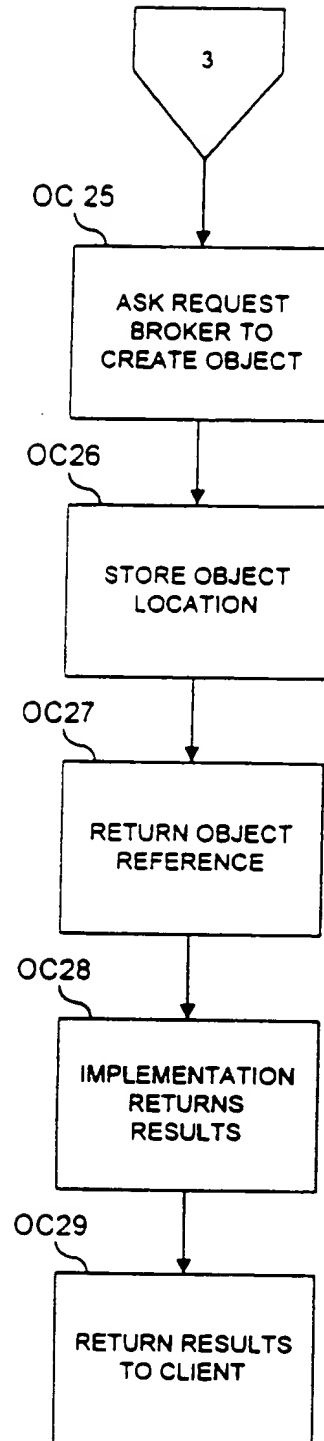 3
OC 25
ASK REQUEST
BROKER TO
CREATE OBJECT
OC26
STORE OBJECT
LOCATION
OC27
RETURN OBJECT
REFERENCE
OC28
IMPLEMENTATION
RETURNS
RESULTS
OC29
RETURN RESULTS
TO CLIENT